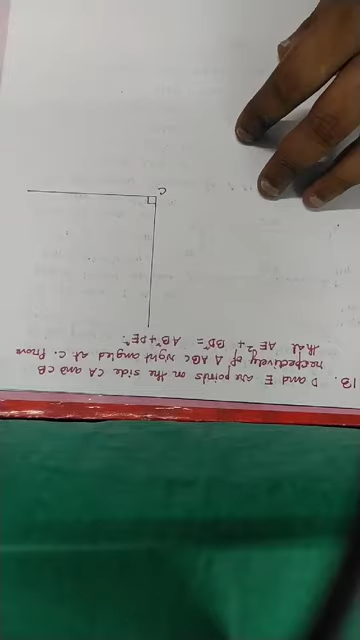 13. D and E are points on the side CA and CB
respectively of Δ ABC right angles at C. Prove
that AE² + BD² = AB² + DE².
C